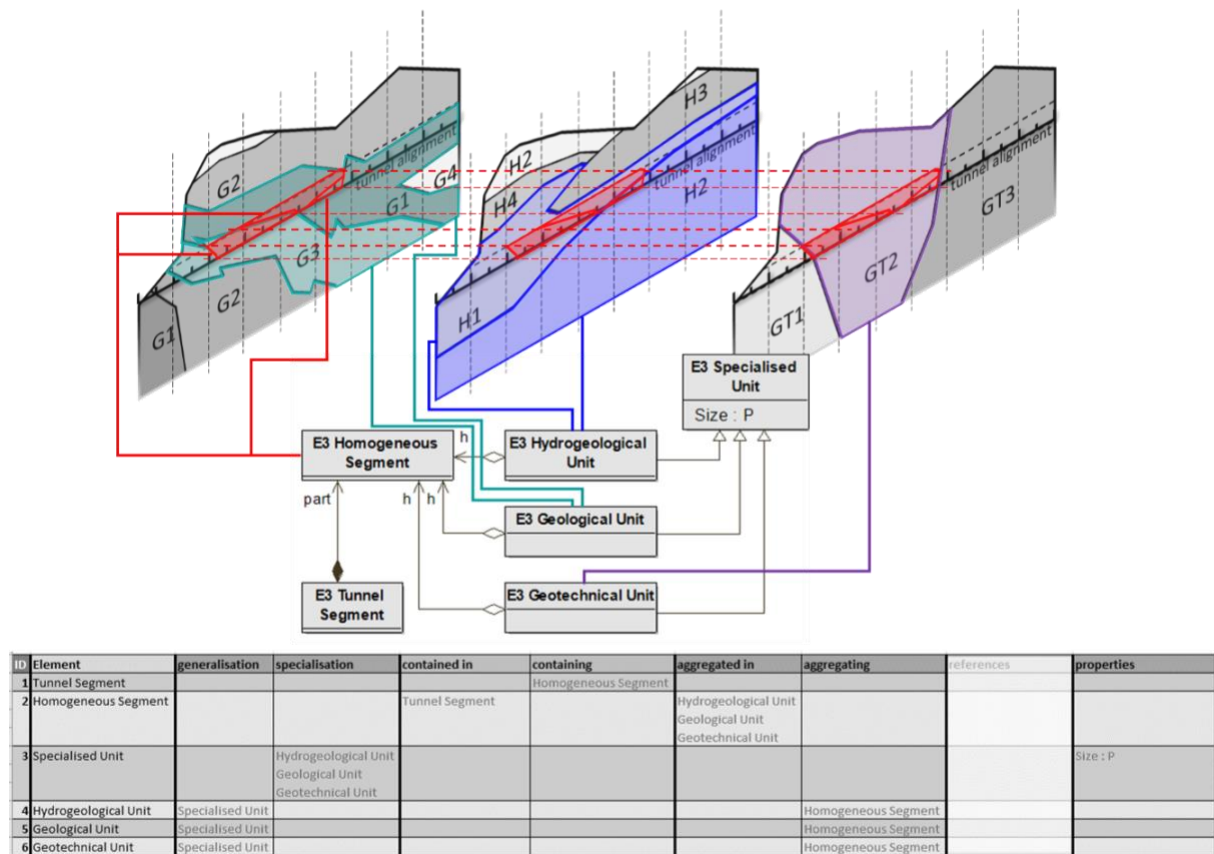 G2
G1
G4
G3
G2
G1
tunnel alignment
H3
H2
H4
H2
H1
tunnel alignment
GT3
GT2
GT1
tunnel alignment
E3 Specialised
Unit
Size : P
E3 Homogeneous
Segment
h
E3 Hydrogeological
Unit
part
h h
E3 Geological Unit
E3 Tunnel
Segment
E3 Geotechnical Unit
ID Element generalisation specialisation contained in containing aggregated in aggregating references properties
1 Tunnel Segment Homogeneous Segment
2 Homogeneous Segment Tunnel Segment Hydrogeological Unit
Geological Unit
Geotechnical Unit
3 Specialised Unit Hydrogeological Unit Size : P
Geological Unit
Geotechnical Unit
4 Hydrogeological Unit Specialised Unit Homogeneous Segment
5 Geological Unit Specialised Unit Homogeneous Segment
6 Geotechnical Unit Specialised Unit Homogeneous Segment